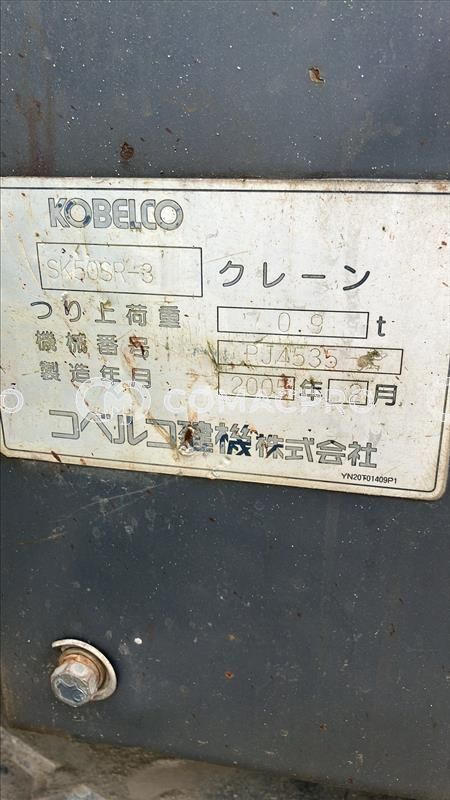 KOBELCO
SK50SR-3 クレーン
つり上荷重 0.9 t
機械番号 PJ4535
製造年月 年 月
COMACPRO
コベルコ建機株式会社
YN20T01409P1